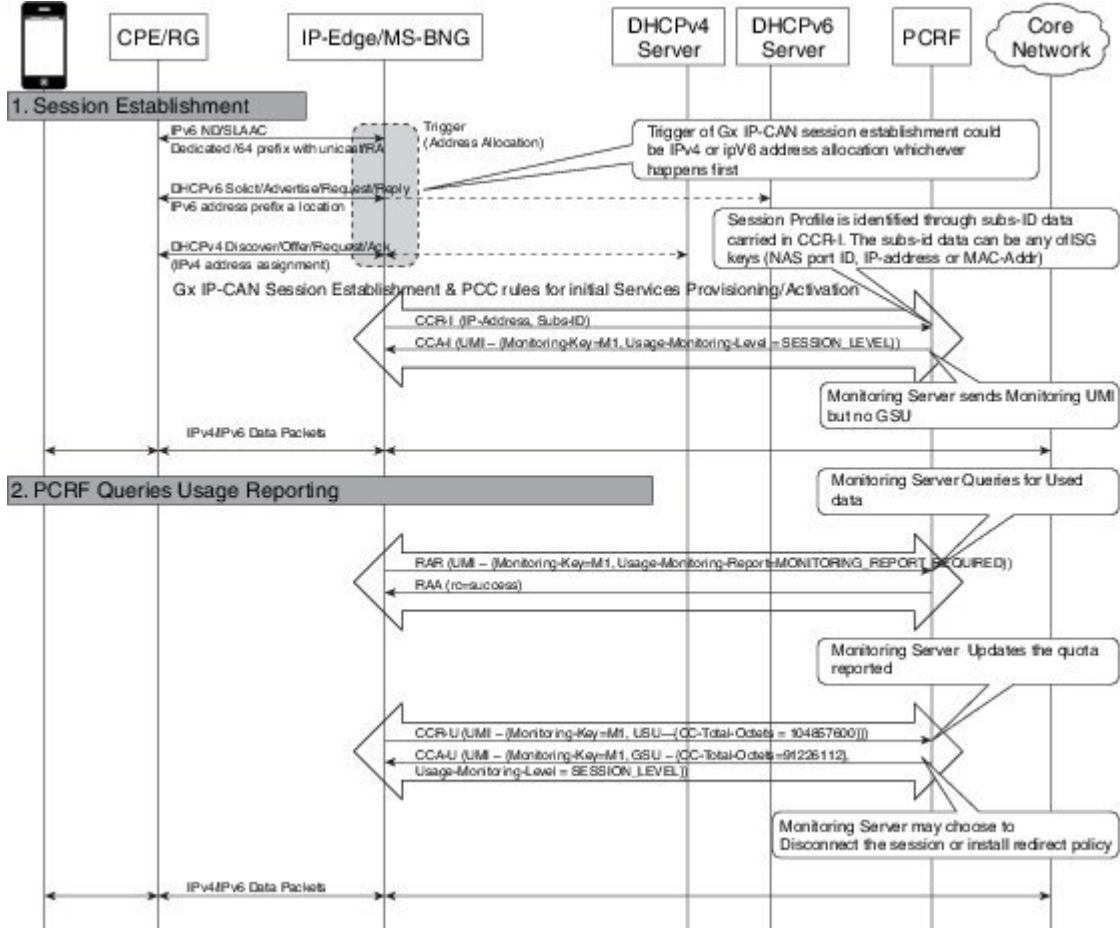 CPE/RG
IP-Edge/MS-BNG
DHCPv4
Server
DHCPv6
Server
PCRF
Core
Network
1. Session Establishment
IPv6 ND/SLAAC
Dedicated /64 prefix with unicast/RA
Trigger
(Address Allocation)
Trigger of Gx IP-CAN session establishment could
be IPv4 or ipV6 address allocation whichever
happens first
DHCPv6 Solict/Advertise/Request/Reply
IPv6 address prefix a location
Session Profile is identified through subs-ID data
carried in CCR-I. The subs-id data can be any of ISG
keys (NAS port ID, IP-address or MAC-Addr)
DHCPv4 Discover/Offer/Request/Ack
(IPv4 address assignment)
Gx IP-CAN Session Establishment & PCC rules for initial Services Provisioning/Activation
CCR-I (IP-Address, Subs-ID)
CCA-I (UMI – (Monitoring-Key=M1, Usage-Monitoring-Level = SESSION_LEVEL))
Monitoring Server sends Monitoring UMI
but no GSU
IPv4/IPv6 Data Packets
2. PCRF Queries Usage Reporting
Monitoring Server Queries for Used
data
RAR (UMI – (Monitoring-Key=M1, Usage-Monitoring-Report=MONITORING_REPORT_REQUIRED))
RAA (rc=success)
Monitoring Server Updates the quota
reported
CCR-U (UMI – (Monitoring-Key=M1, USU—(CC-Total-Octets = 104857600)))
CCA-U (UMI – (Monitoring-Key=M1, GSU – (CC-Total-Octets=91226112),
Usage-Monitoring-Level = SESSION_LEVEL))
Monitoring Server may choose to
Disconnect the session or install redirect policy
IPv4/IPv6 Data Packets